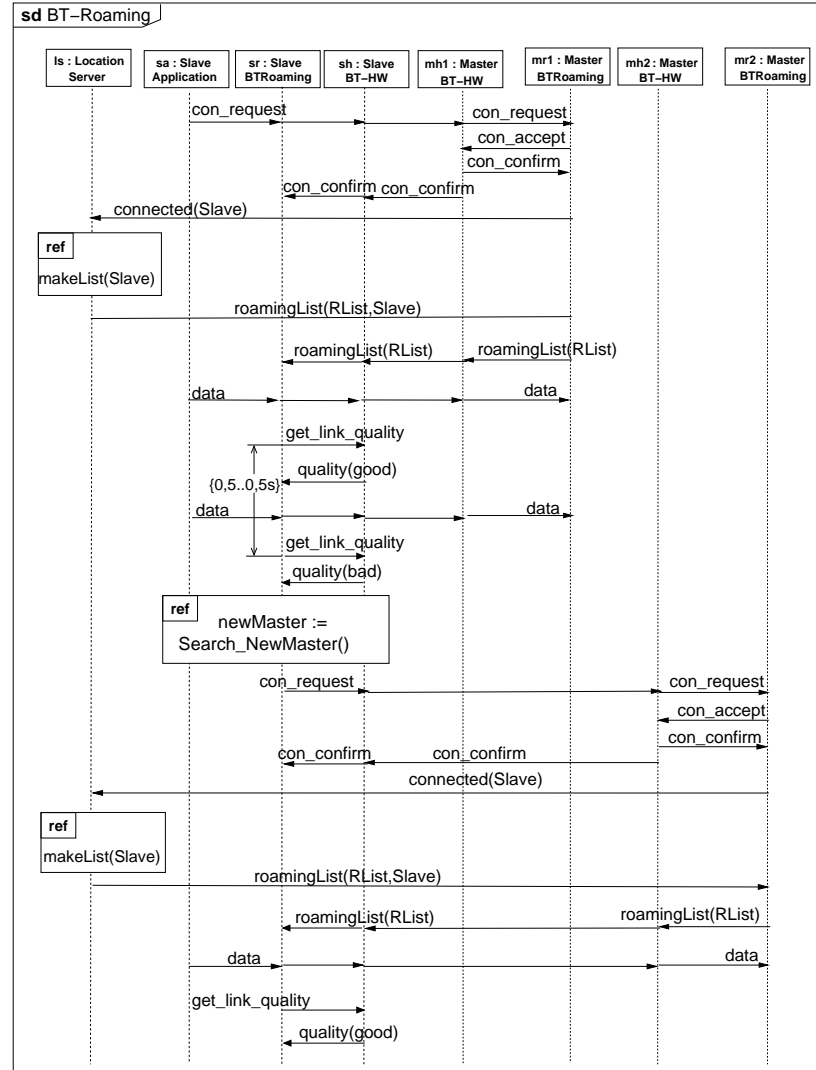 sd BT−Roaming
ls : Location
Server
sa : Slave
Application
sr : Slave
BTRoaming
sh : Slave
BT−HW
mh1 : Master
BT−HW
mr1 : Master
BTRoaming
mh2 : Master
BT−HW
mr2 : Master
BTRoaming
con_request
con_request
con_accept
con_confirm
con_confirm
con_confirm
connected(Slave)
ref
makeList(Slave)
roamingList(RList,Slave)
roamingList(RList)
roamingList(RList)
data
data
get_link_quality
quality(good)
{0,5..0,5s}
data
data
get_link_quality
quality(bad)
ref
newMaster :=
Search_NewMaster()
con_request
con_request
con_accept
con_confirm
con_confirm
con_confirm
connected(Slave)
ref
makeList(Slave)
roamingList(RList,Slave)
roamingList(RList)
roamingList(RList)
data
data
get_link_quality
quality(good)